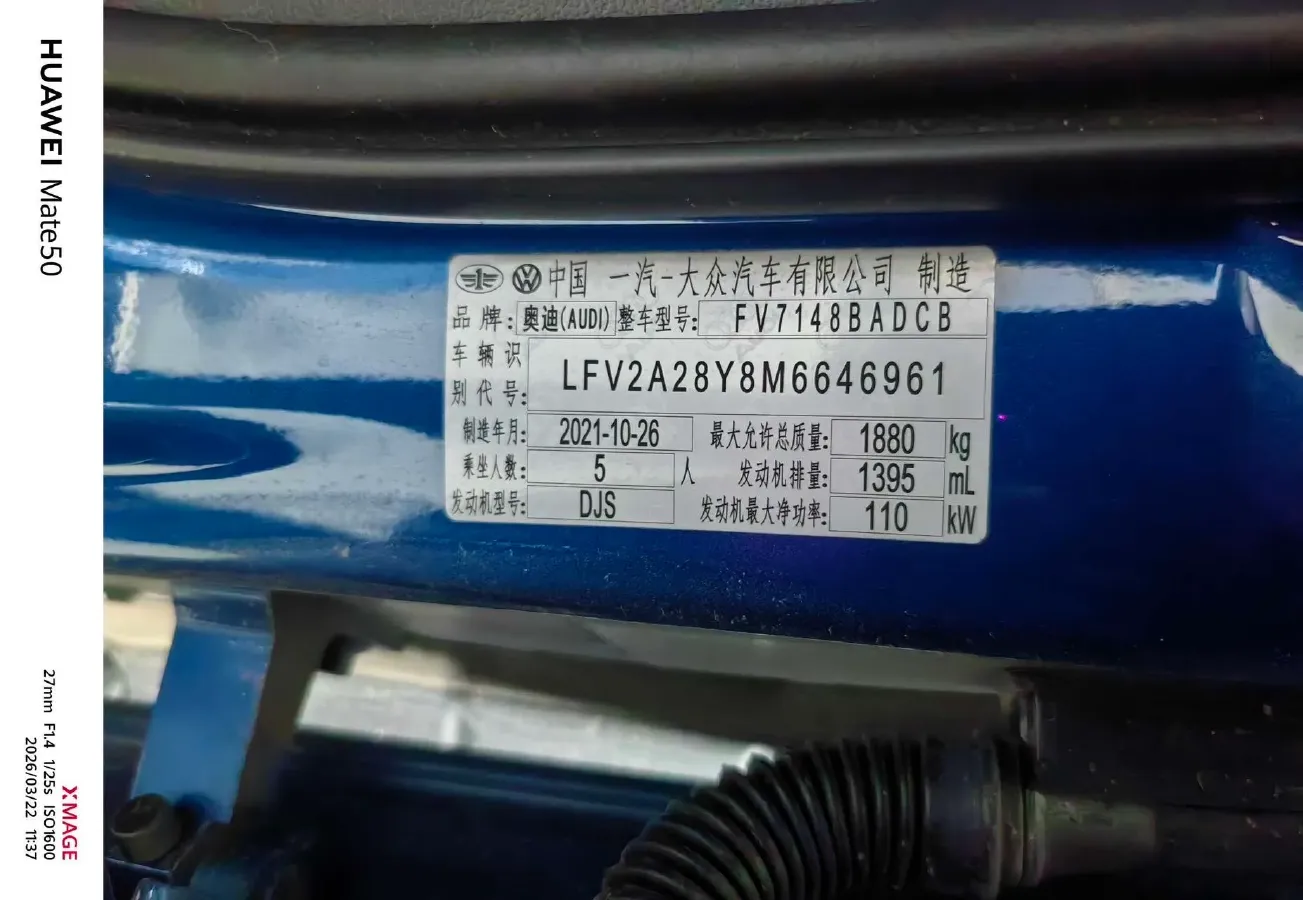 中国 一汽-大众汽车有限公司 制造
品牌: 奥迪(AUDI) 整车型号: FV7148BADCB
车辆识别代号: LFV2A28Y8M6646961
制造年月: 2021-10-26 最大允许总质量: 1880 kg
乘坐人数: 5 人 发动机排量: 1395 mL
发动机型号: DJS 发动机最大净功率: 110 kW
HUAWEI Mate50
XMAGE
27mm F1.4 1/25s ISO1600
2026/03/22 11:37